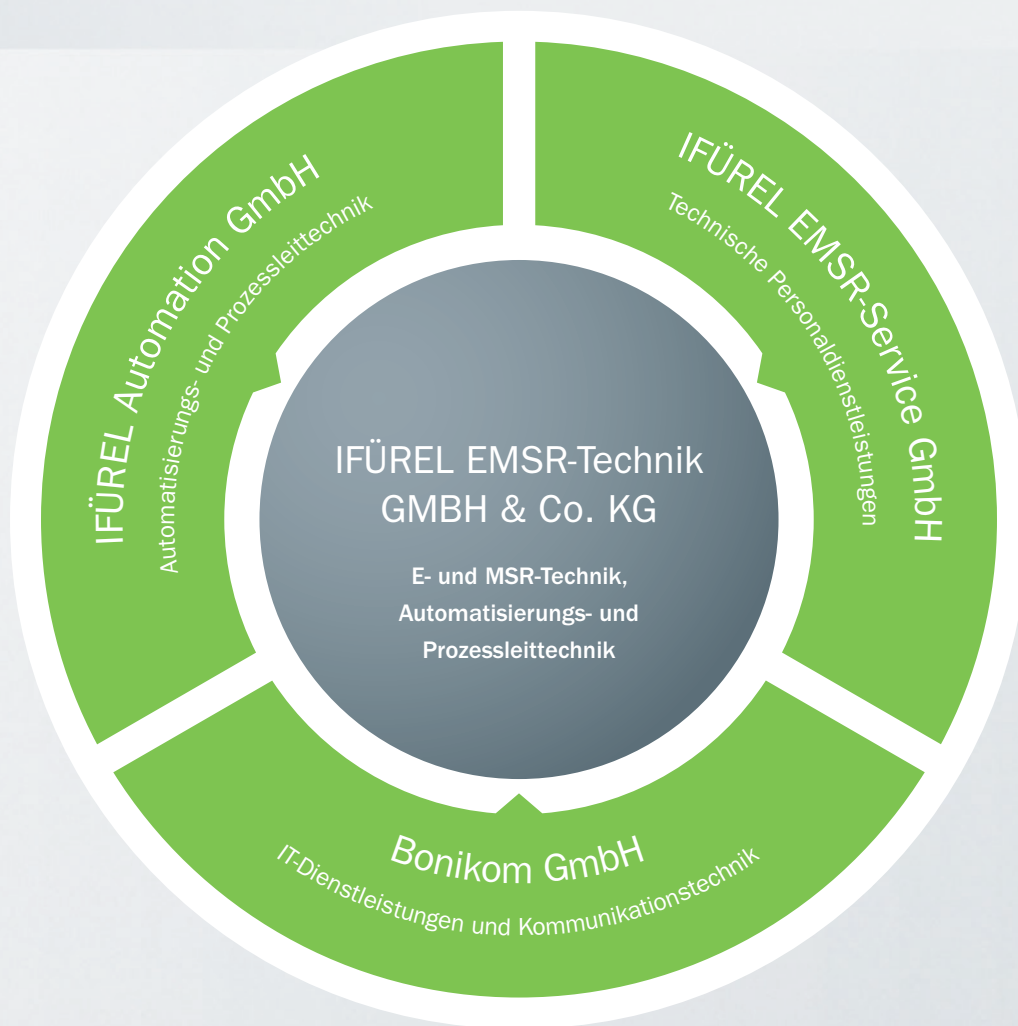 IFÜREL Automation GmbH
Automatisierungs- und Prozessleittechnik
IFÜREL EMSR-Service GmbH
Technische Personaldienstleistungen
IFÜREL EMSR-Technik
GMBH & Co. KG
E- und MSR-Technik,
Automatisierungs- und
Prozessleittechnik
Bonikom GmbH
IT-Dienstleistungen und Kommunikationstechnik